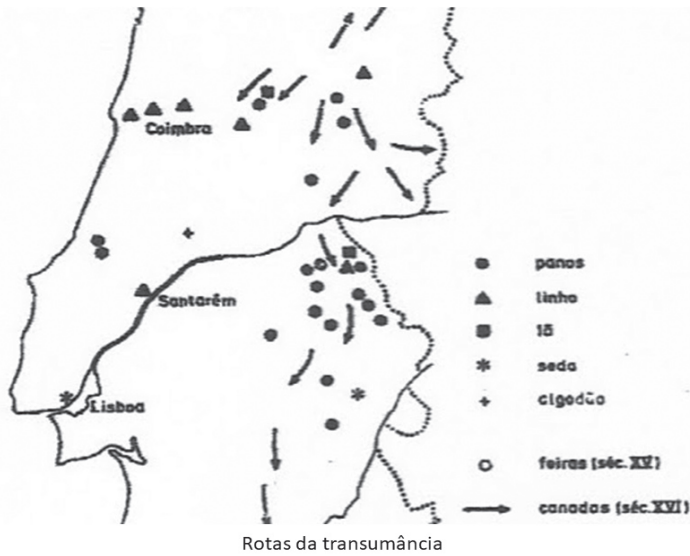 Coimbra
Santarém
Lisboa
panos
linho
lã
seda
algodão
feiras (séc. XV)
canadas (séc. XVI)
Rotas da transumância